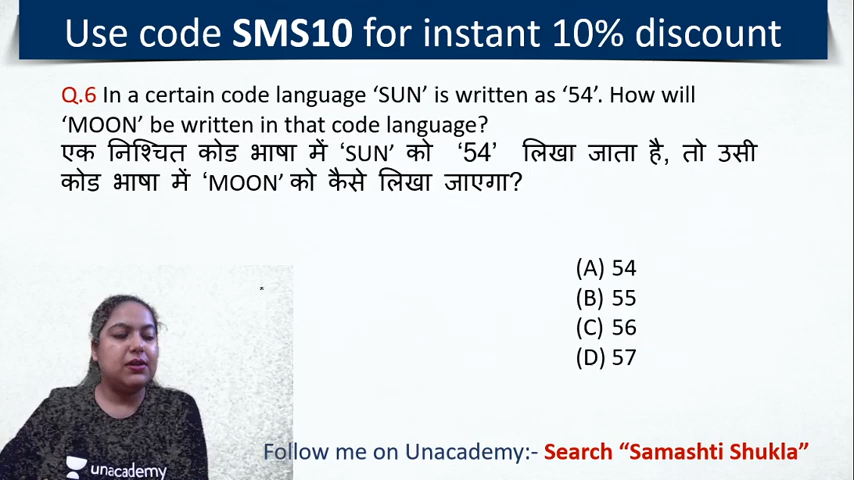 Use code SMS10 for instant 10% discount
Q.6 In a certain code language ‘SUN’ is written as ‘54’. How will
‘MOON’ be written in that code language?
एक निश्चित कोड भाषा में ‘SUN’ को ‘54’ लिखा जाता है, तो उसी
कोड भाषा में ‘MOON’ को कैसे लिखा जाएगा?
(A) 54
(B) 55
(C) 56
(D) 57
unacademy
Follow me on Unacademy:- Search “Samashti Shukla”